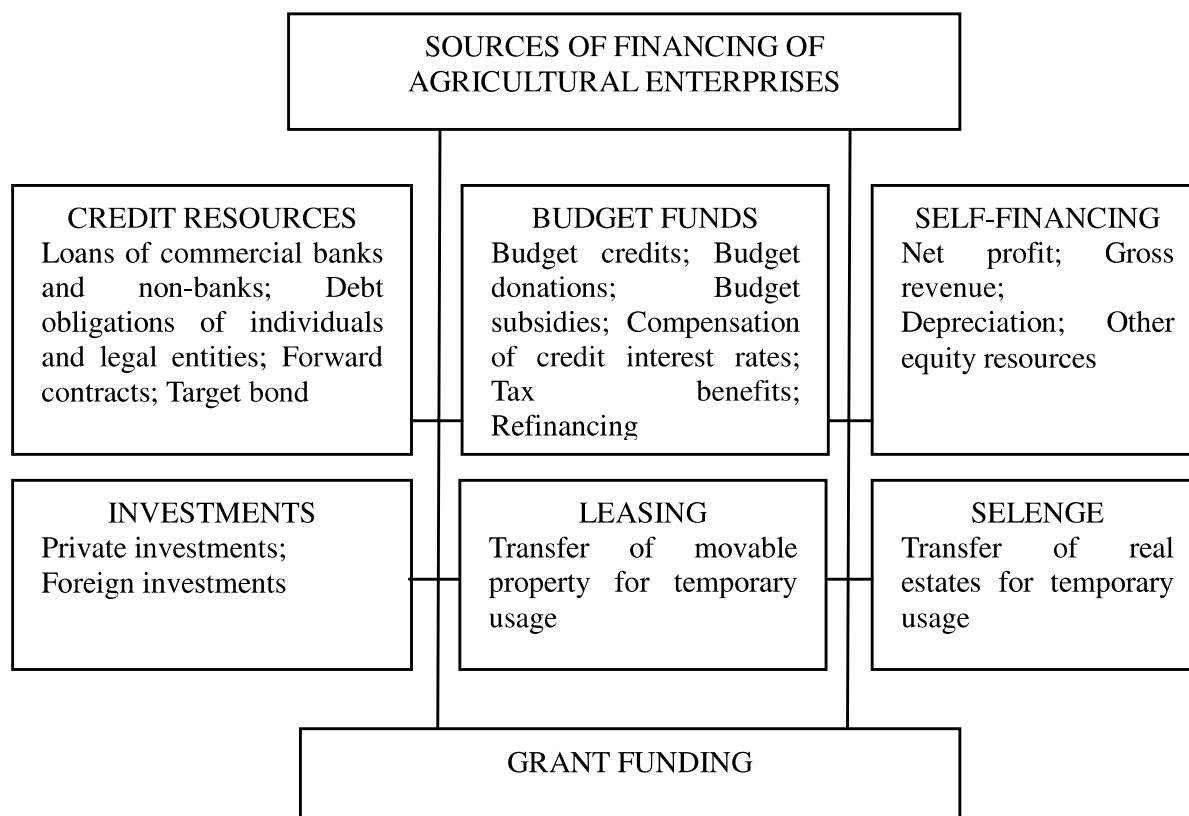 SOURCES OF FINANCING OF
AGRICULTURAL ENTERPRISES
CREDIT RESOURCES
Loans of commercial banks
and non-banks; Debt
obligations of individuals
and legal entities; Forward
contracts; Target bond
BUDGET FUNDS
Budget credits; Budget
donations; Budget
subsidies; Compensation
of credit interest rates;
Tax benefits;
Refinancing
SELF-FINANCING
Net profit; Gross
revenue;
Depreciation; Other
equity resources
INVESTMENTS
Private investments;
Foreign investments
LEASING
Transfer of movable
property for temporary
usage
SELENGE
Transfer of real
estates for temporary
usage
GRANT FUNDING